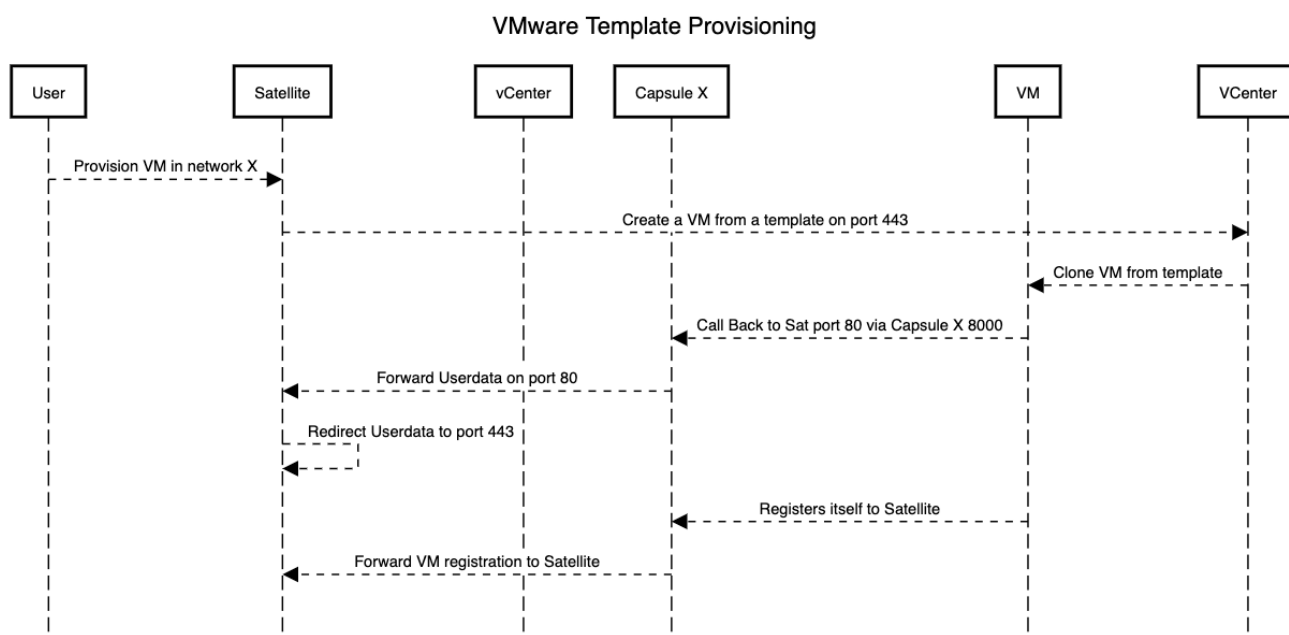 VMware Template Provisioning
User
Satellite
vCenter
Capsule X
VM
VCenter
Provision VM in network X
Create a VM from a template on port 443
Clone VM from template
Call Back to Sat port 80 via Capsule X 8000
Forward Userdata on port 80
Redirect Userdata to port 443
Registers itself to Satellite
Forward VM registration to Satellite